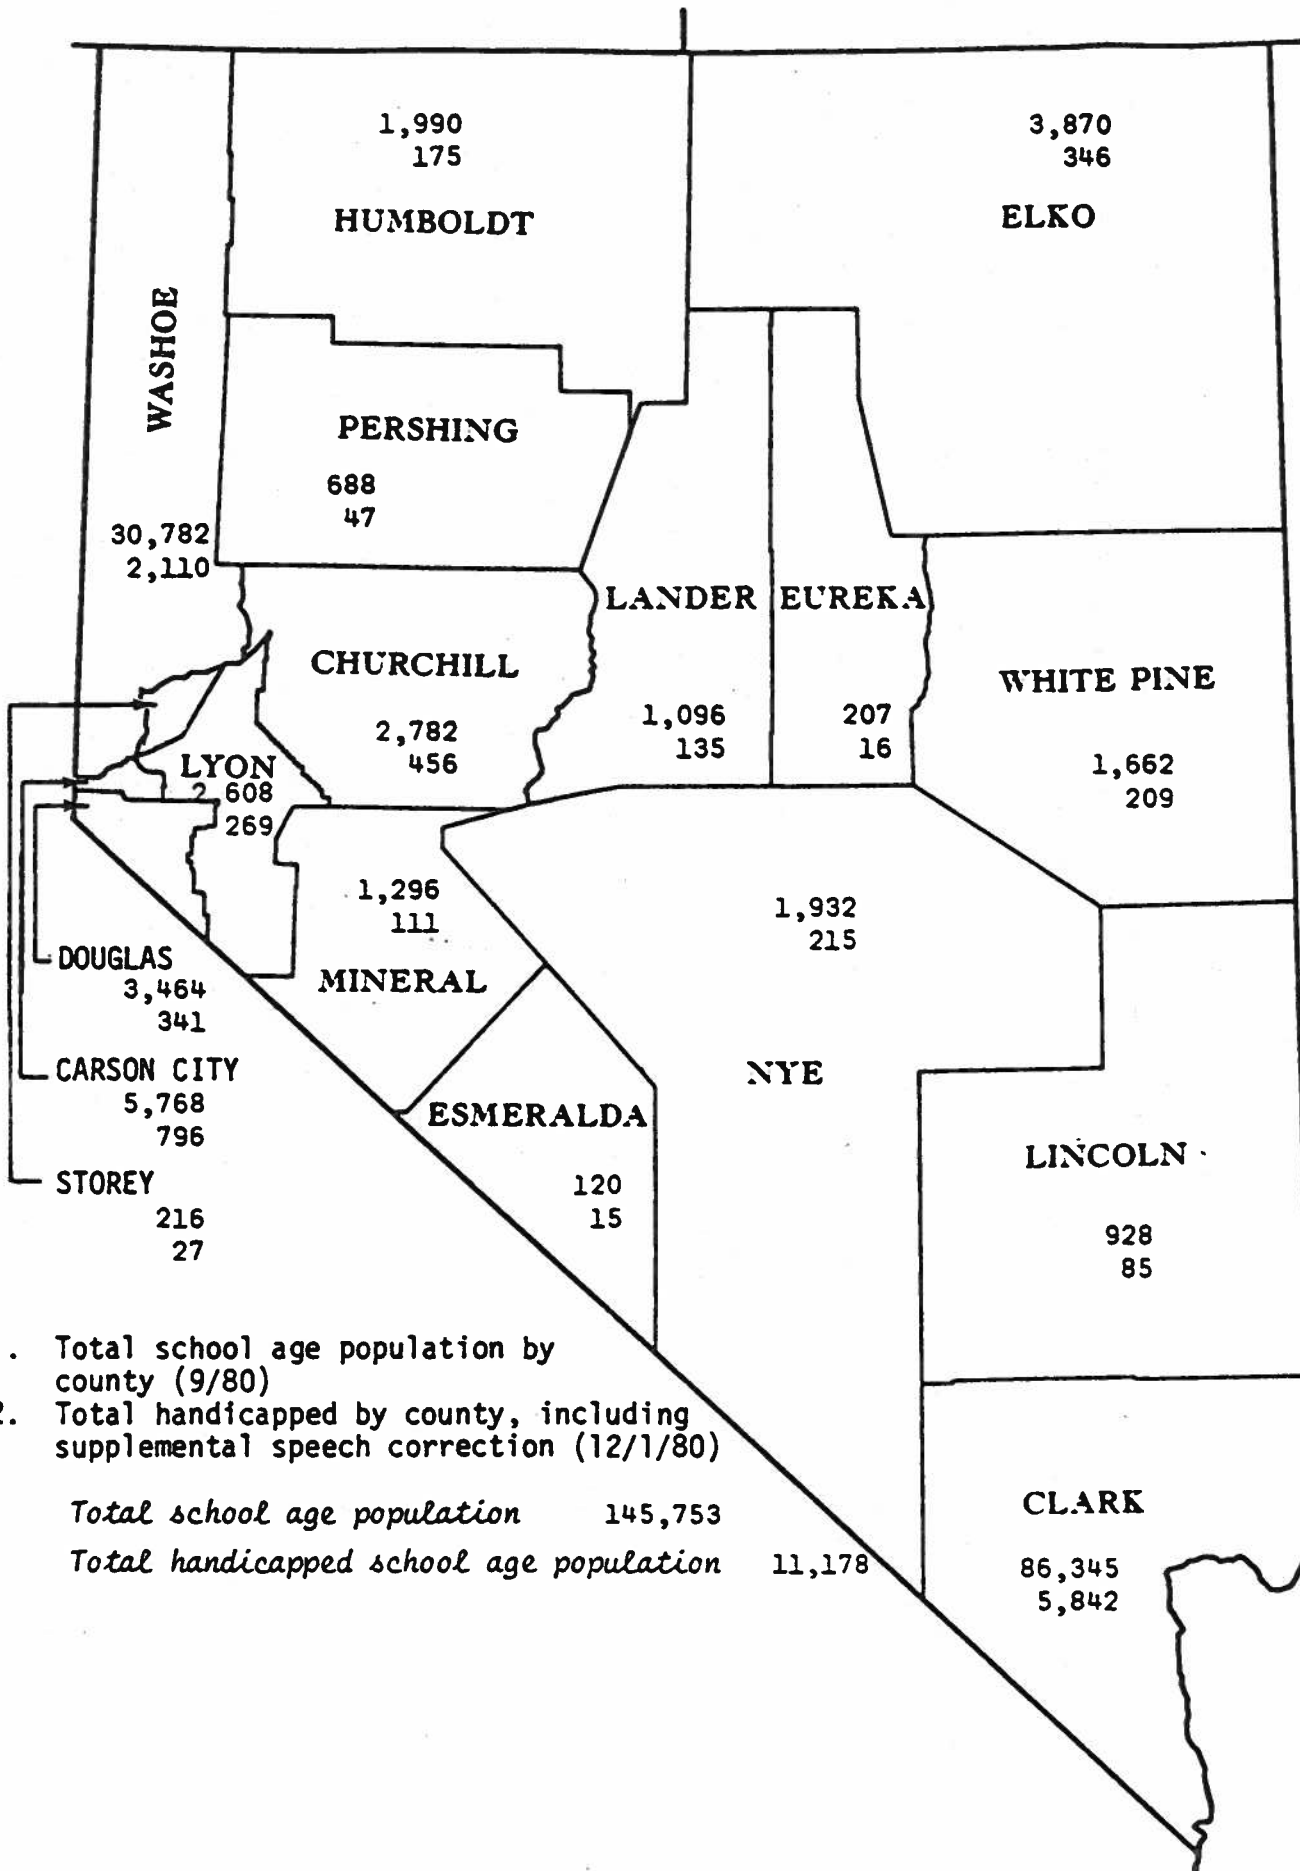 1,990
175
HUMBOLDT
3,870
346
ELKO
WASHOE
30,782
2,110
PERSHING
688
47
LANDER
1,096
135
EUREKA
207
16
CHURCHILL
2,782
456
WHITE PINE
1,662
209
LYON
2,608
269
1,296
111
MINERAL
1,932
215
NYE
DOUGLAS
3,464
341
CARSON CITY
5,768
796
STOREY
216
27
ESMERALDA
120
15
LINCOLN
928
85
. Total school age population by
county (9/80)
2. Total handicapped by county, including
supplemental speech correction (12/1/80)
Total school age population 145,753
Total handicapped school age population 11,178
CLARK
86,345
5,842